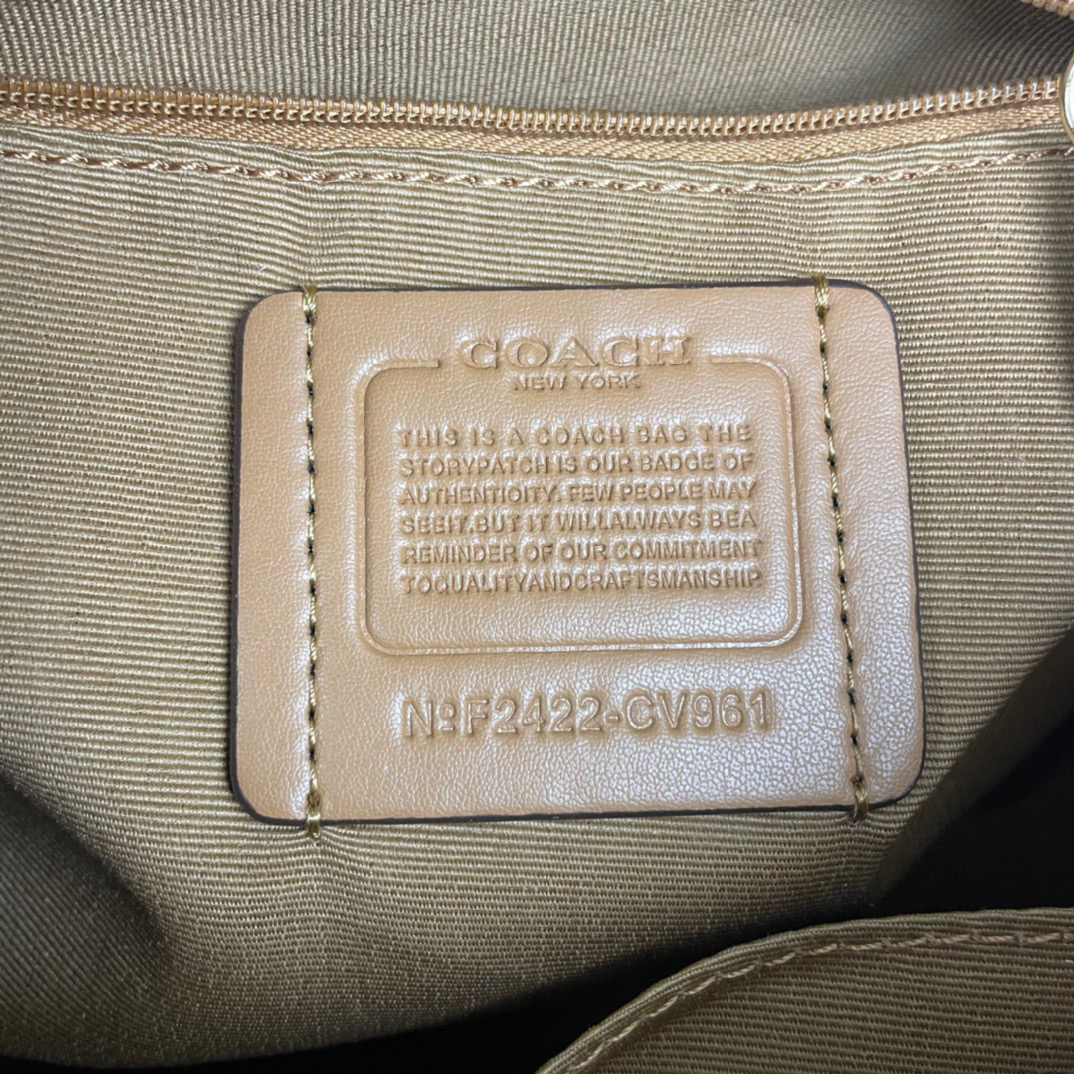 COACH
NEW YORK
THIS IS A COACH BAG THE
STORYPATCH IS OUR BADGE OF
AUTHENTIOITY. FEW PEOPLE MAY
SEEIT.BUT IT WILLALWAYS BEA
REMINDER OF OUR COMMITMENT
TOQUALITYANDCRAFTSMANSHIP.
NºF2422-CV961